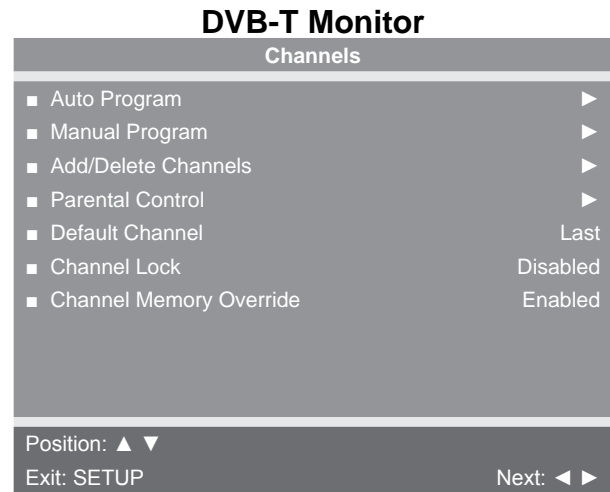 DVB-T Monitor
Channels
■ Auto Program ►
■ Manual Program ►
■ Add/Delete Channels ►
■ Parental Control ►
■ Default Channel Last
■ Channel Lock Disabled
■ Channel Memory Override Enabled
Position: ▲ ▼
Exit: SETUP Next: ◄ ►